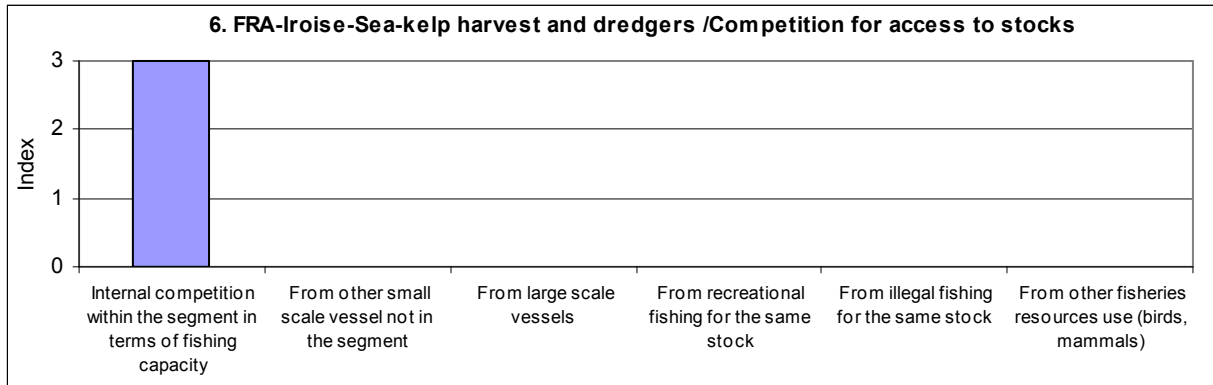 6. FRA-Iroise-Sea-kelp harvest and dredgers /Competition for access to stocks
3
2
1
0
Index
Internal competition
within the segment in
terms of fishing
capacity
From other small
scale vessel not in
the segment
From large scale
vessels
From recreational
fishing for the same
stock
From illegal fishing
for the same stock
From other fisheries
resources use (birds,
mammals)